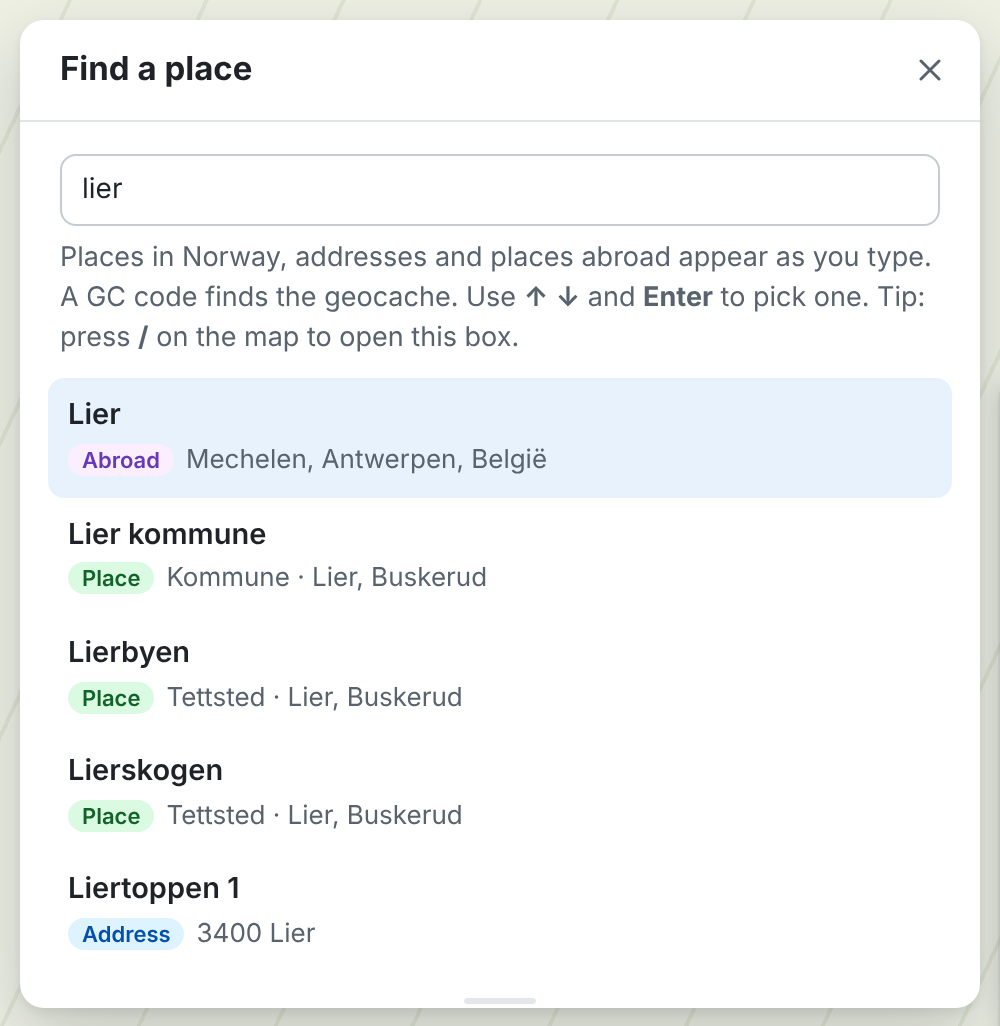 Find a place
lier
Places in Norway, addresses and places abroad appear as you type.
A GC code finds the geocache. Use ↑ ↓ and Enter to pick one. Tip:
press / on the map to open this box.
Lier
Abroad Mechelen, Antwerpen, België
Lier kommune
Place Kommune · Lier, Buskerud
Lierbyen
Place Tettsted · Lier, Buskerud
Lierskogen
Place Tettsted · Lier, Buskerud
Liertoppen 1
Address 3400 Lier